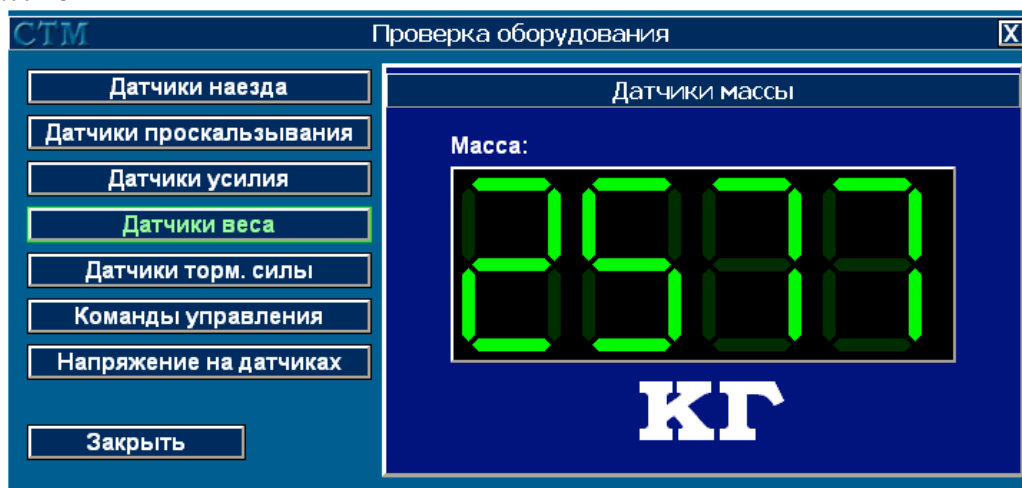 СТМ
Проверка оборудования
X
Датчики наезда
Датчики проскальзывания
Датчики усилия
Датчики веса
Датчики торм. силы
Команды управления
Напряжение на датчиках
Закрыть
Датчики массы
Масса:
2577
кг